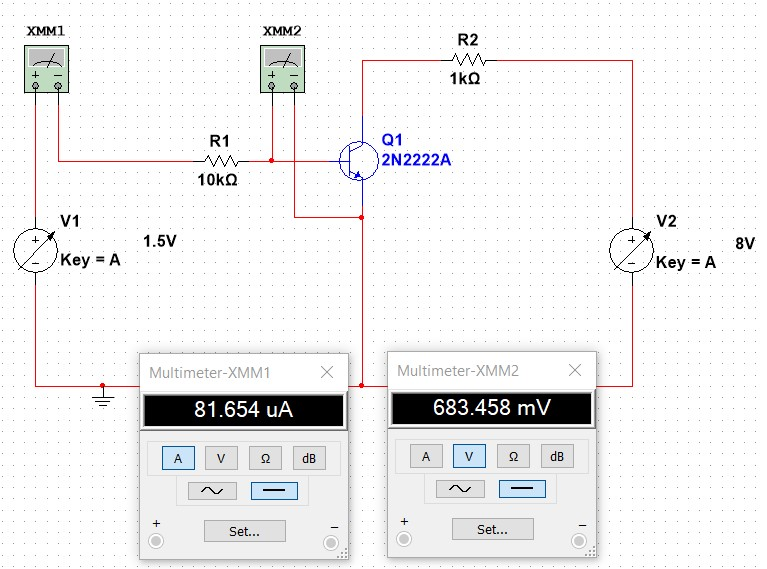 XMM1
XMM2
R2
1kΩ
R1
10kΩ
Q1
2N2222A
V1
1.5V
Key = A
V2
8V
Key = A
Multimeter-XMM1
81.654 uA
A V Ω dB
Set...
+ −
Multimeter-XMM2
683.458 mV
A V Ω dB
Set...
+ −